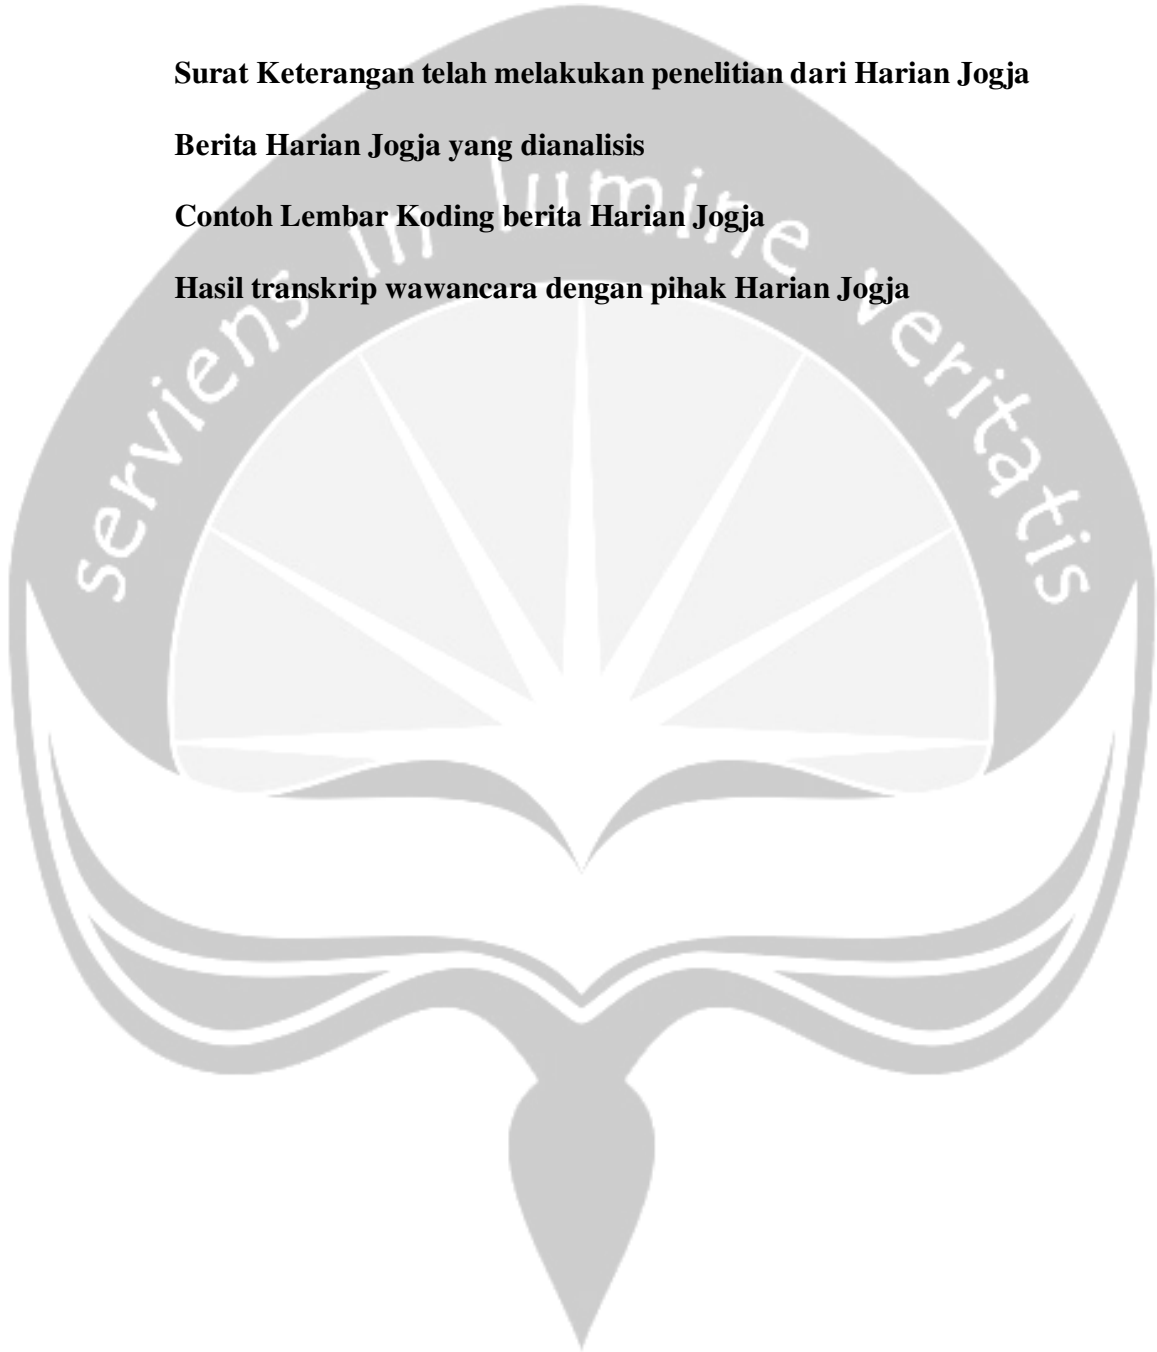 Surat Keterangan telah melakukan penelitian dari Harian Jogja
Berita Harian Jogja yang dianalisis
Contoh Lembar Koding berita Harian Jogja
Hasil transkrip wawancara dengan pihak Harian Jogja
serviens in lumine veritatis